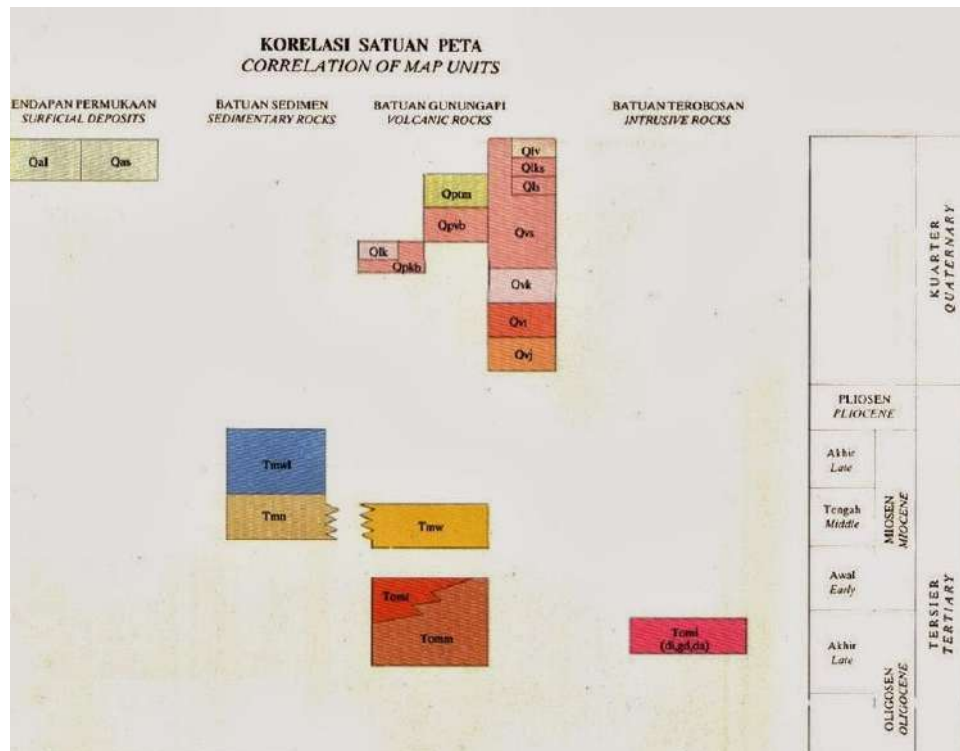 KORELASI SATUAN PETA
CORRELATION OF MAP UNITS
ENDAPAN PERMUKAAN
SURFICIAL DEPOSITS
BATUAN SEDIMEN
SEDIMENTARY ROCKS
BATUAN GUNUNGAPI
VOLCANIC ROCKS
BATUAN TEROBOSAN
INTRUSIVE ROCKS
Qal
Qas
Qlv
Qlks
Qls
Qptm
Qpvb
Qvs
Qlk
Qpkb
Qvk
Qvt
Qvj
Tmwl
Tmn
Tmw
Tomt
Tomm
Tomi
(di,gd,da)
KUARTER
QUATERNARY
PLIOSEN
PLIOCENE
Akhir
Late
Tengah
Middle
Awal
Early
MIOSEN
MIOCENE
Akhir
Late
OLIGOSEN
OLIGOCENE
TERSIER
TERTIARY